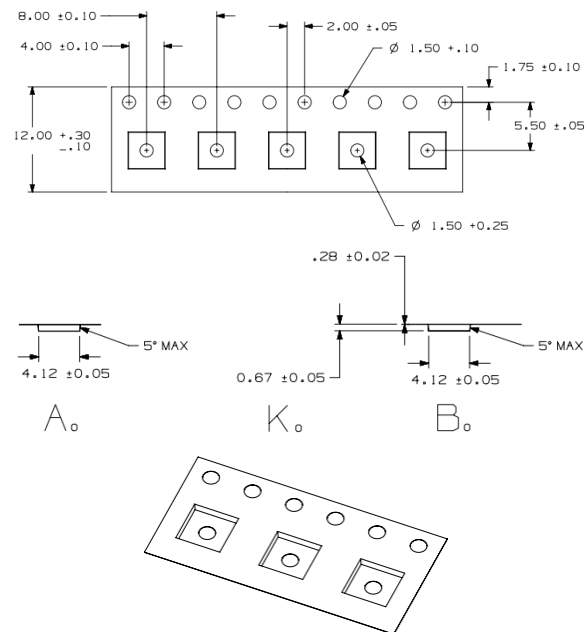 8.00 ±0.10
2.00 ±.05
Ø 1.50 +.10
4.00 ±0.10
1.75 ±0.10
12.00 +.30
-.10
5.50 ±.05
Ø 1.50 +0.25
.28 ±0.02
5° MAX
5° MAX
4.12 ±0.05
0.67 ±0.05
4.12 ±0.05
A₀
K₀
B₀